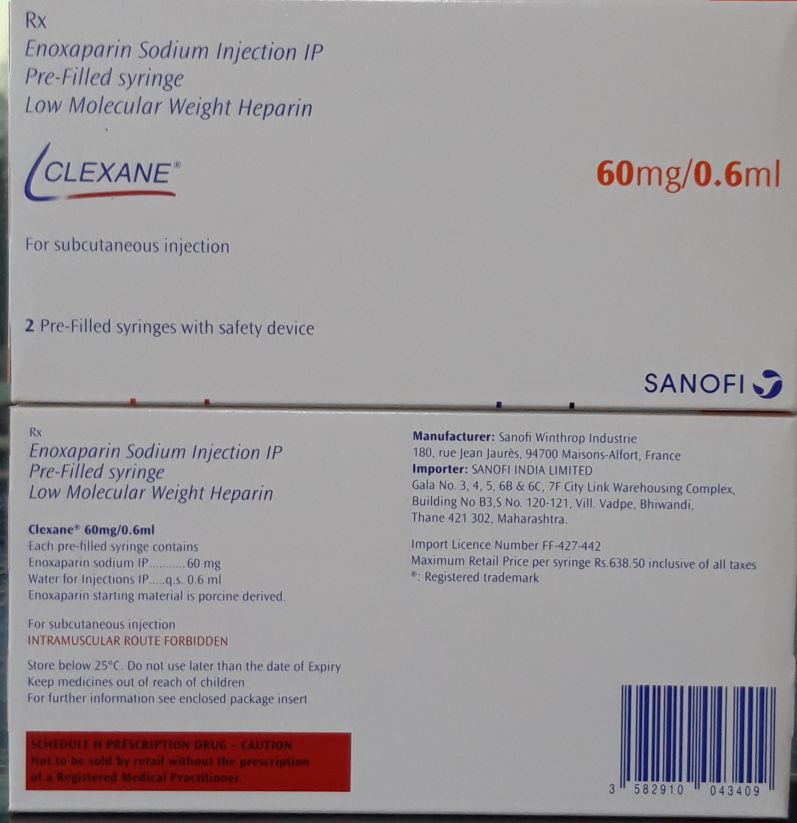 Rx
Enoxaparin Sodium Injection IP
Pre-Filled syringe
Low Molecular Weight Heparin
CLEXANE®
60mg/0.6ml
For subcutaneous injection
2 Pre-Filled syringes with safety device
SANOFI
Rx
Enoxaparin Sodium Injection IP
Pre-Filled syringe
Low Molecular Weight Heparin
Clexane® 60mg/0.6ml
Each pre-filled syringe contains
Enoxaparin sodium IP...........60 mg
Water for Injections IP.....q.s. 0.6 ml
Enoxaparin starting material is porcine derived.
For subcutaneous injection
INTRAMUSCULAR ROUTE FORBIDDEN
Store below 25°C. Do not use later than the date of Expiry
Keep medicines out of reach of children
For further information see enclosed package insert
SCHEDULE H PRESCRIPTION DRUG – CAUTION
Not to be sold by retail without the prescription
of a Registered Medical Practitioner.
Manufacturer: Sanofi Winthrop Industrie
180, rue Jean Jaurès, 94700 Maisons-Alfort, France
Importer: SANOFI INDIA LIMITED
Gala No. 3, 4, 5, 6B & 6C, 7F City Link Warehousing Complex,
Building No B3,S No. 120-121, Vill. Vadpe, Bhiwandi,
Thane 421 302, Maharashtra.
Import Licence Number FF-427-442
Maximum Retail Price per syringe Rs.638.50 inclusive of all taxes
®: Registered trademark
3 582910 043409